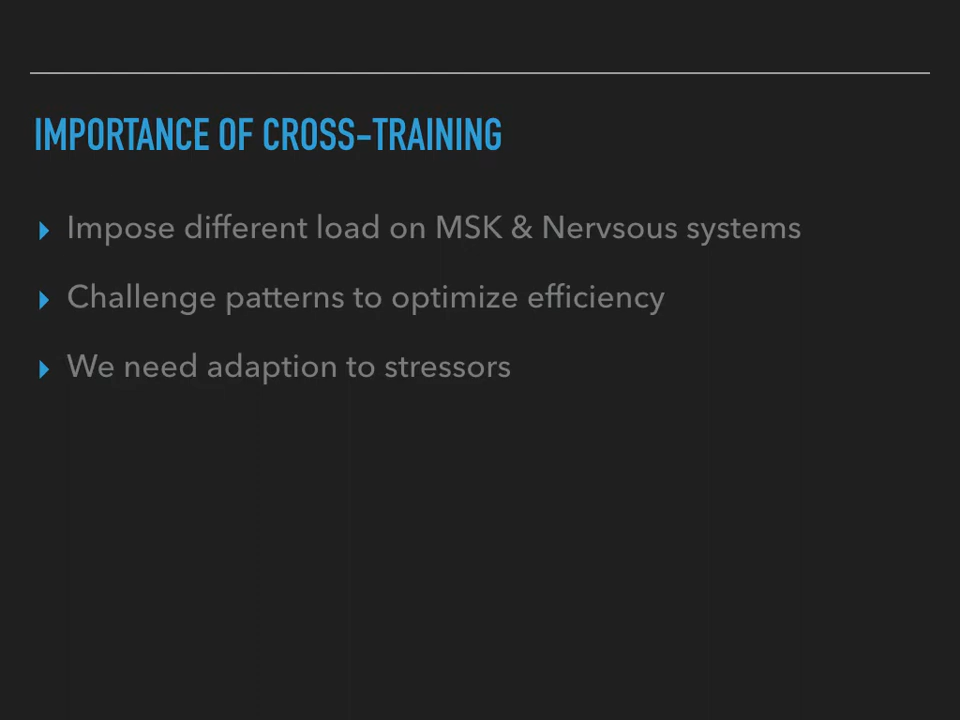 IMPORTANCE OF CROSS-TRAINING
Impose different load on MSK & Nervsous systems
Challenge patterns to optimize efficiency
We need adaption to stressors